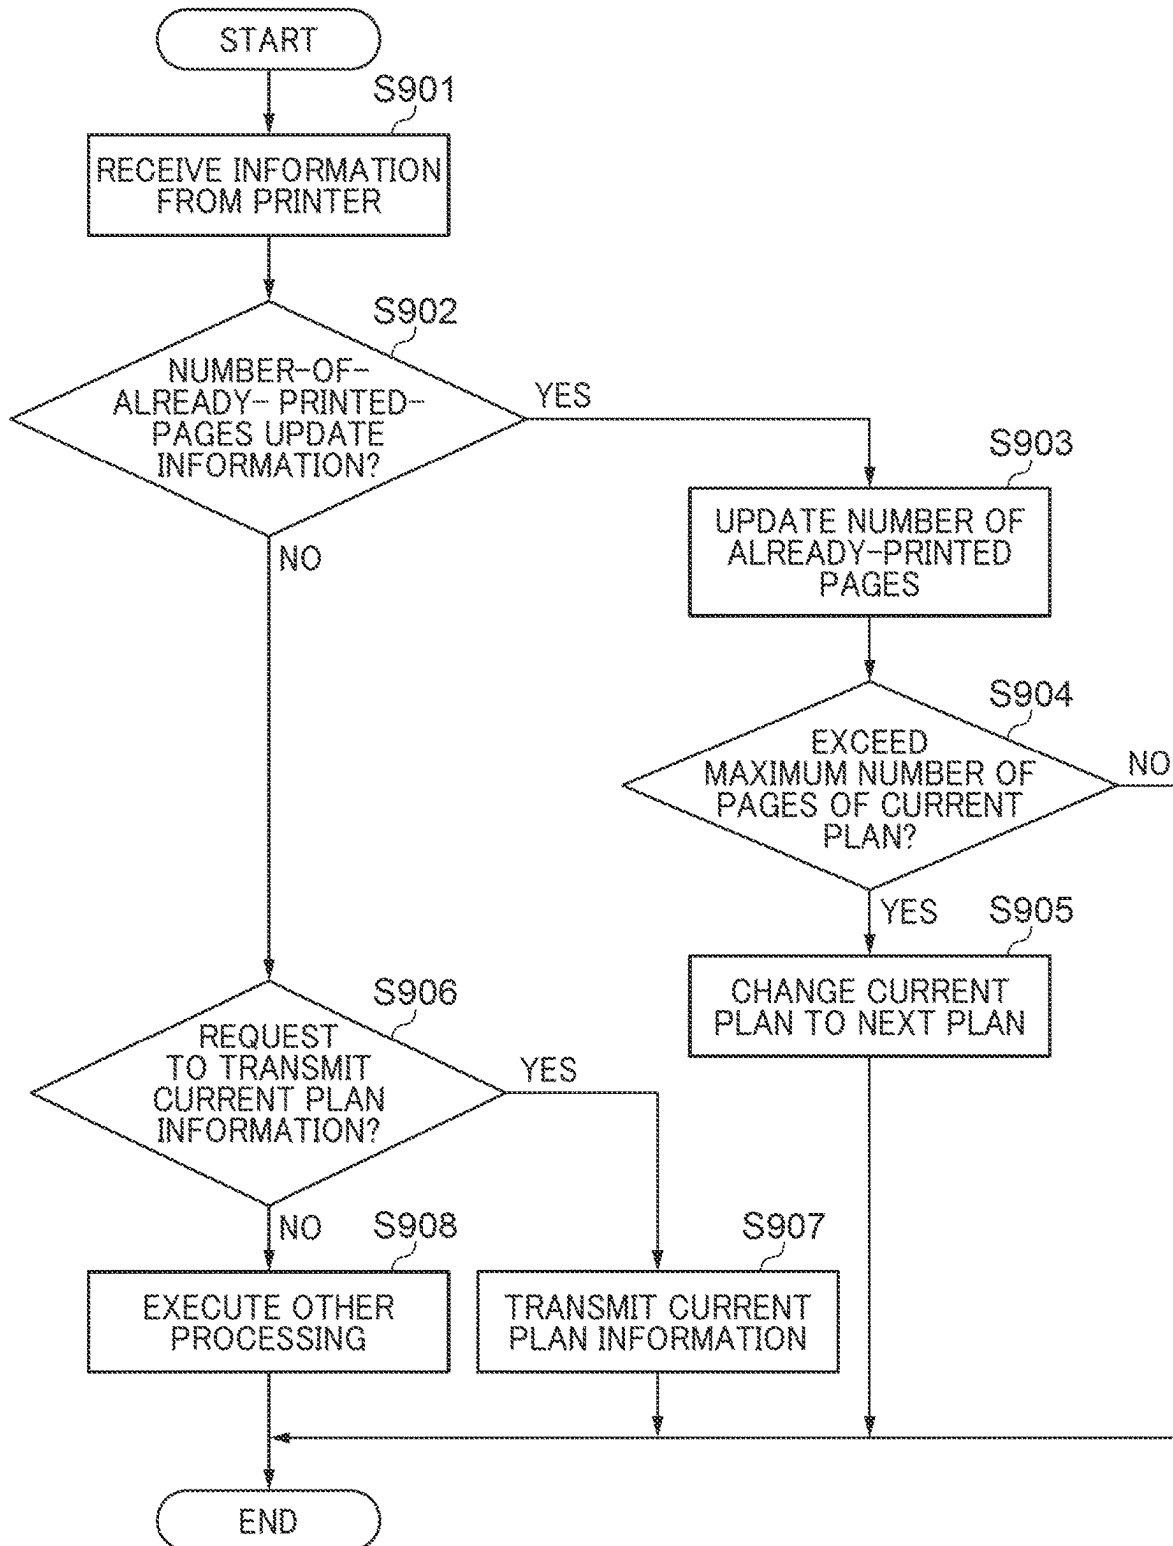 START
S901
RECEIVE INFORMATION
FROM PRINTER
S902
NUMBER-OF-
ALREADY- PRINTED-
PAGES UPDATE
INFORMATION?
YES
NO
S903
UPDATE NUMBER OF
ALREADY-PRINTED
PAGES
S904
EXCEED
MAXIMUM NUMBER OF
PAGES OF CURRENT
PLAN?
NO
YES
S905
CHANGE CURRENT
PLAN TO NEXT PLAN
S906
REQUEST
TO TRANSMIT
CURRENT PLAN
INFORMATION?
YES
NO
S908
EXECUTE OTHER
PROCESSING
S907
TRANSMIT CURRENT
PLAN INFORMATION
END